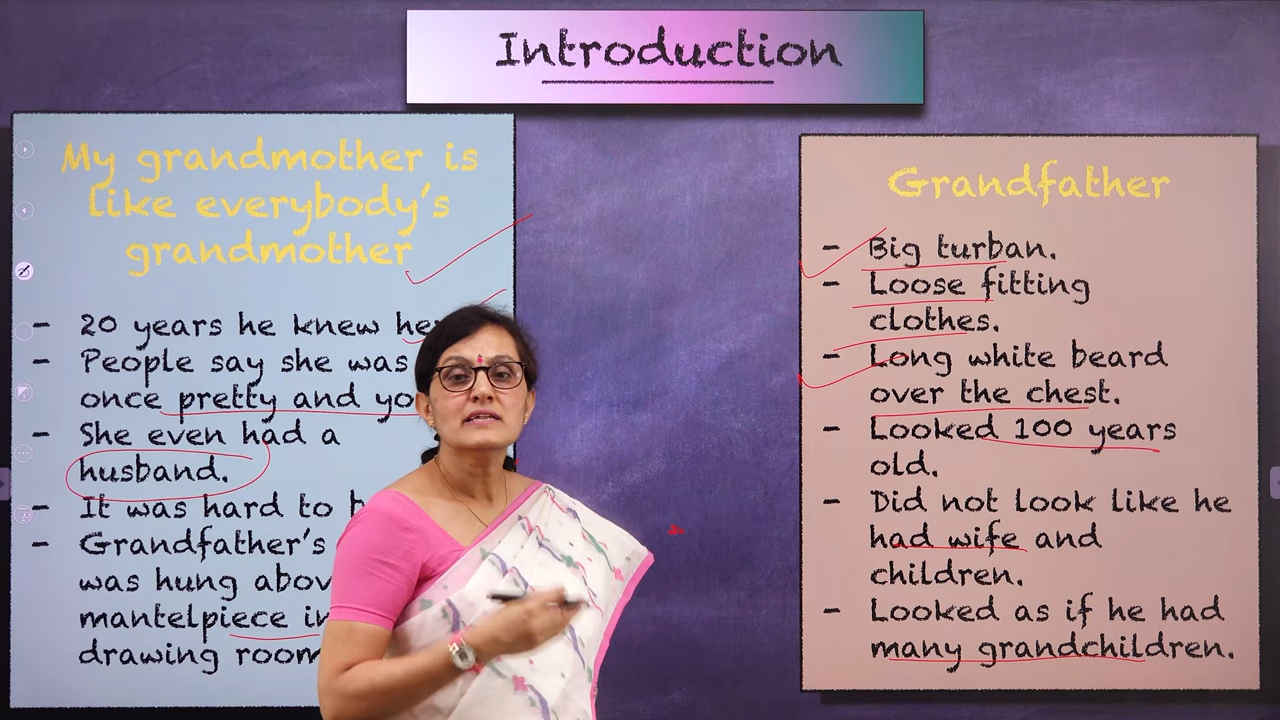 Introduction
My grandmother is
like everybody's
grandmother
- 20 years he knew
- People say she was
once pretty and
- She even had a
husband.
- It was hard to
- Grandfather's
was hung
mantelpiece
drawing
Grandfather
- Big turban.
- Loose fitting
clothes.
- Long white beard
over the chest.
- Looked 100 years
old.
- Did not look like he
had wife and
children.
- Looked as if he had
many grandchildren.